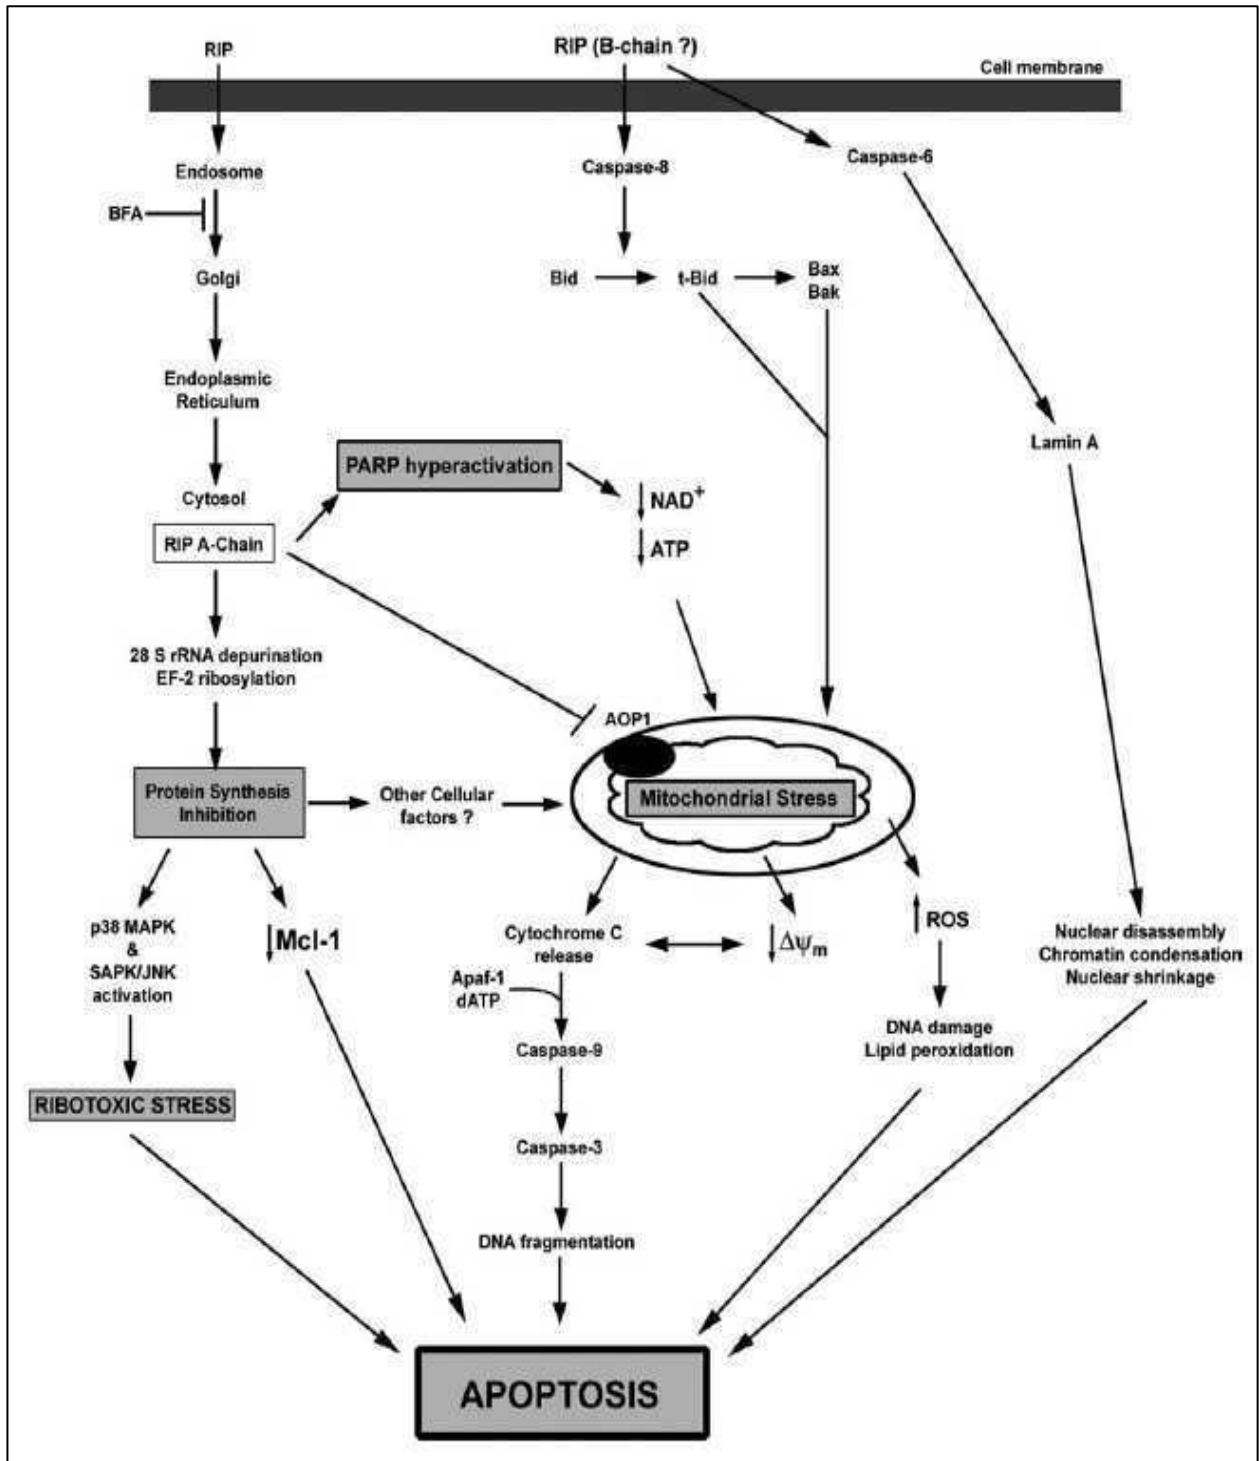 RIP
RIP (B-chain ?)
Cell membrane
Endosome
Caspase-8
Caspase-6
BFA
Golgi
Bid
t-Bid
Bax
Bak
Endoplasmic
Reticulum
Lamin A
PARP hyperactivation
Cytosol
NAD+
RIP A-Chain
ATP
28 S rRNA depurination
EF-2 ribosylation
AOP1
Protein Synthesis
Inhibition
Other Cellular
factors ?
Mitochondrial Stress
p38 MAPK
&
SAPK/JNK
activation
Mcl-1
Cytochrome C
release
ΔΨm
ROS
Nuclear disassembly
Chromatin condensation
Nuclear shrinkage
Apaf-1
dATP
DNA damage
Lipid peroxidation
Caspase-9
RIBOTOXIC STRESS
Caspase-3
DNA fragmentation
APOPTOSIS